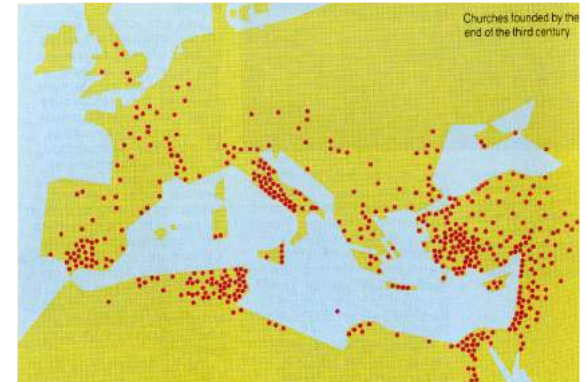 Churches founded by the
end of the third century